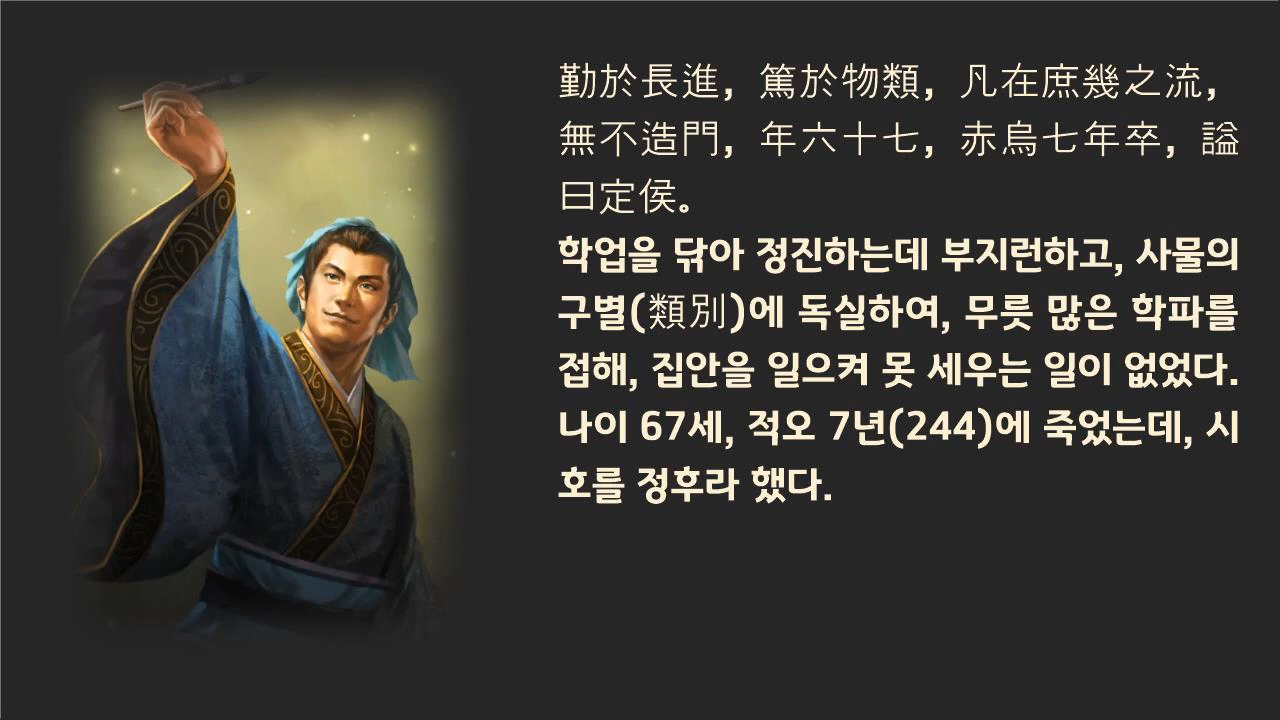 勤於長進, 篤於物類, 凡在庶幾之流,
無不造門, 年六十七, 赤烏七年卒, 謚
曰定侯。
학업을 닦아 정진하는데 부지런하고, 사물의
구별(類別)에 독실하여, 무릇 많은 학파를
접해, 집안을 일으켜 못 세우는 일이 없었다.
나이 67세, 적오 7년(244)에 죽었는데, 시
호를 정후라 했다.